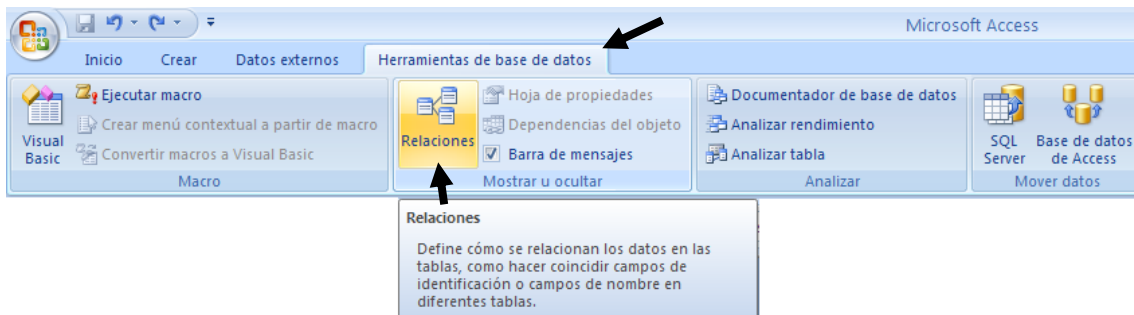 Microsoft Access
Inicio
Crear
Datos externos
Herramientas de base de datos
Visual
Basic
Ejecutar macro
Crear menú contextual a partir de macro
Convertir macros a Visual Basic
Macro
Relaciones
Hoja de propiedades
Dependencias del objeto
Barra de mensajes
Mostrar u ocultar
Documentador de base de datos
Analizar rendimiento
Analizar tabla
Analizar
SQL
Server
Base de datos
de Access
Mover datos
Relaciones
Define cómo se relacionan los datos en las
tablas, como hacer coincidir campos de
identificación o campos de nombre en
diferentes tablas.